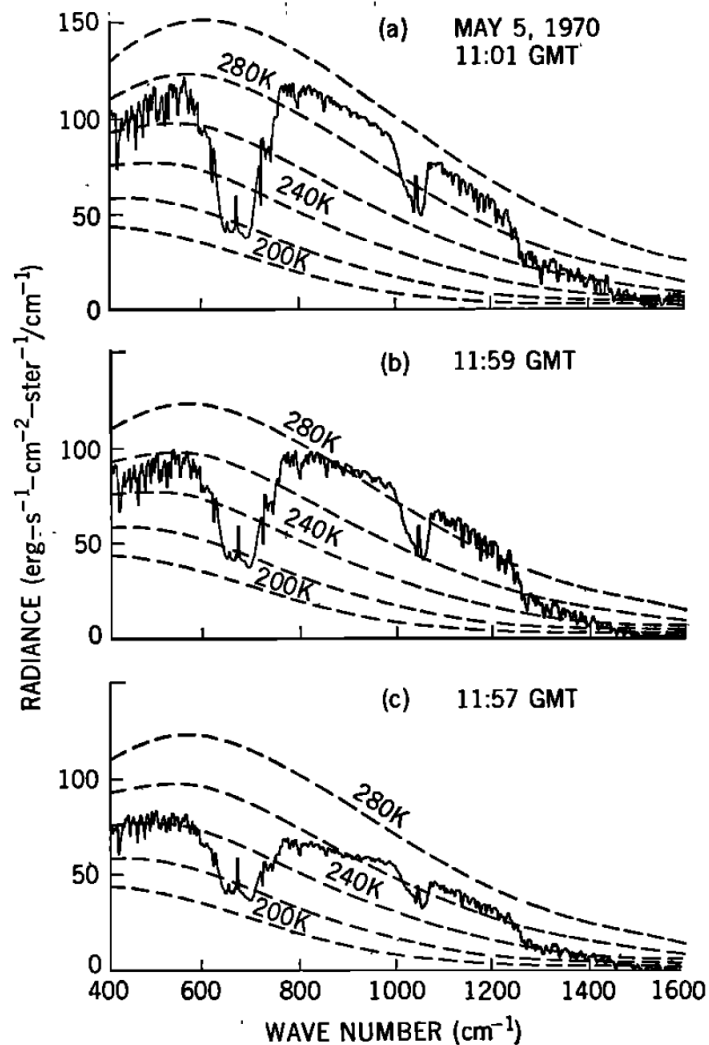 (a) MAY 5, 1970
11:01 GMT
150
100
50
0
280K
240K
200K
(b) 11:59 GMT
100
50
0
280K
240K
200K
(c) 11:57 GMT
100
50
0
280K
240K
200K
400 600 800 1000 1200 1400 1600
WAVE NUMBER (cm⁻¹)
RADIANCE (erg–s⁻¹–cm⁻²–ster⁻¹/cm⁻¹)